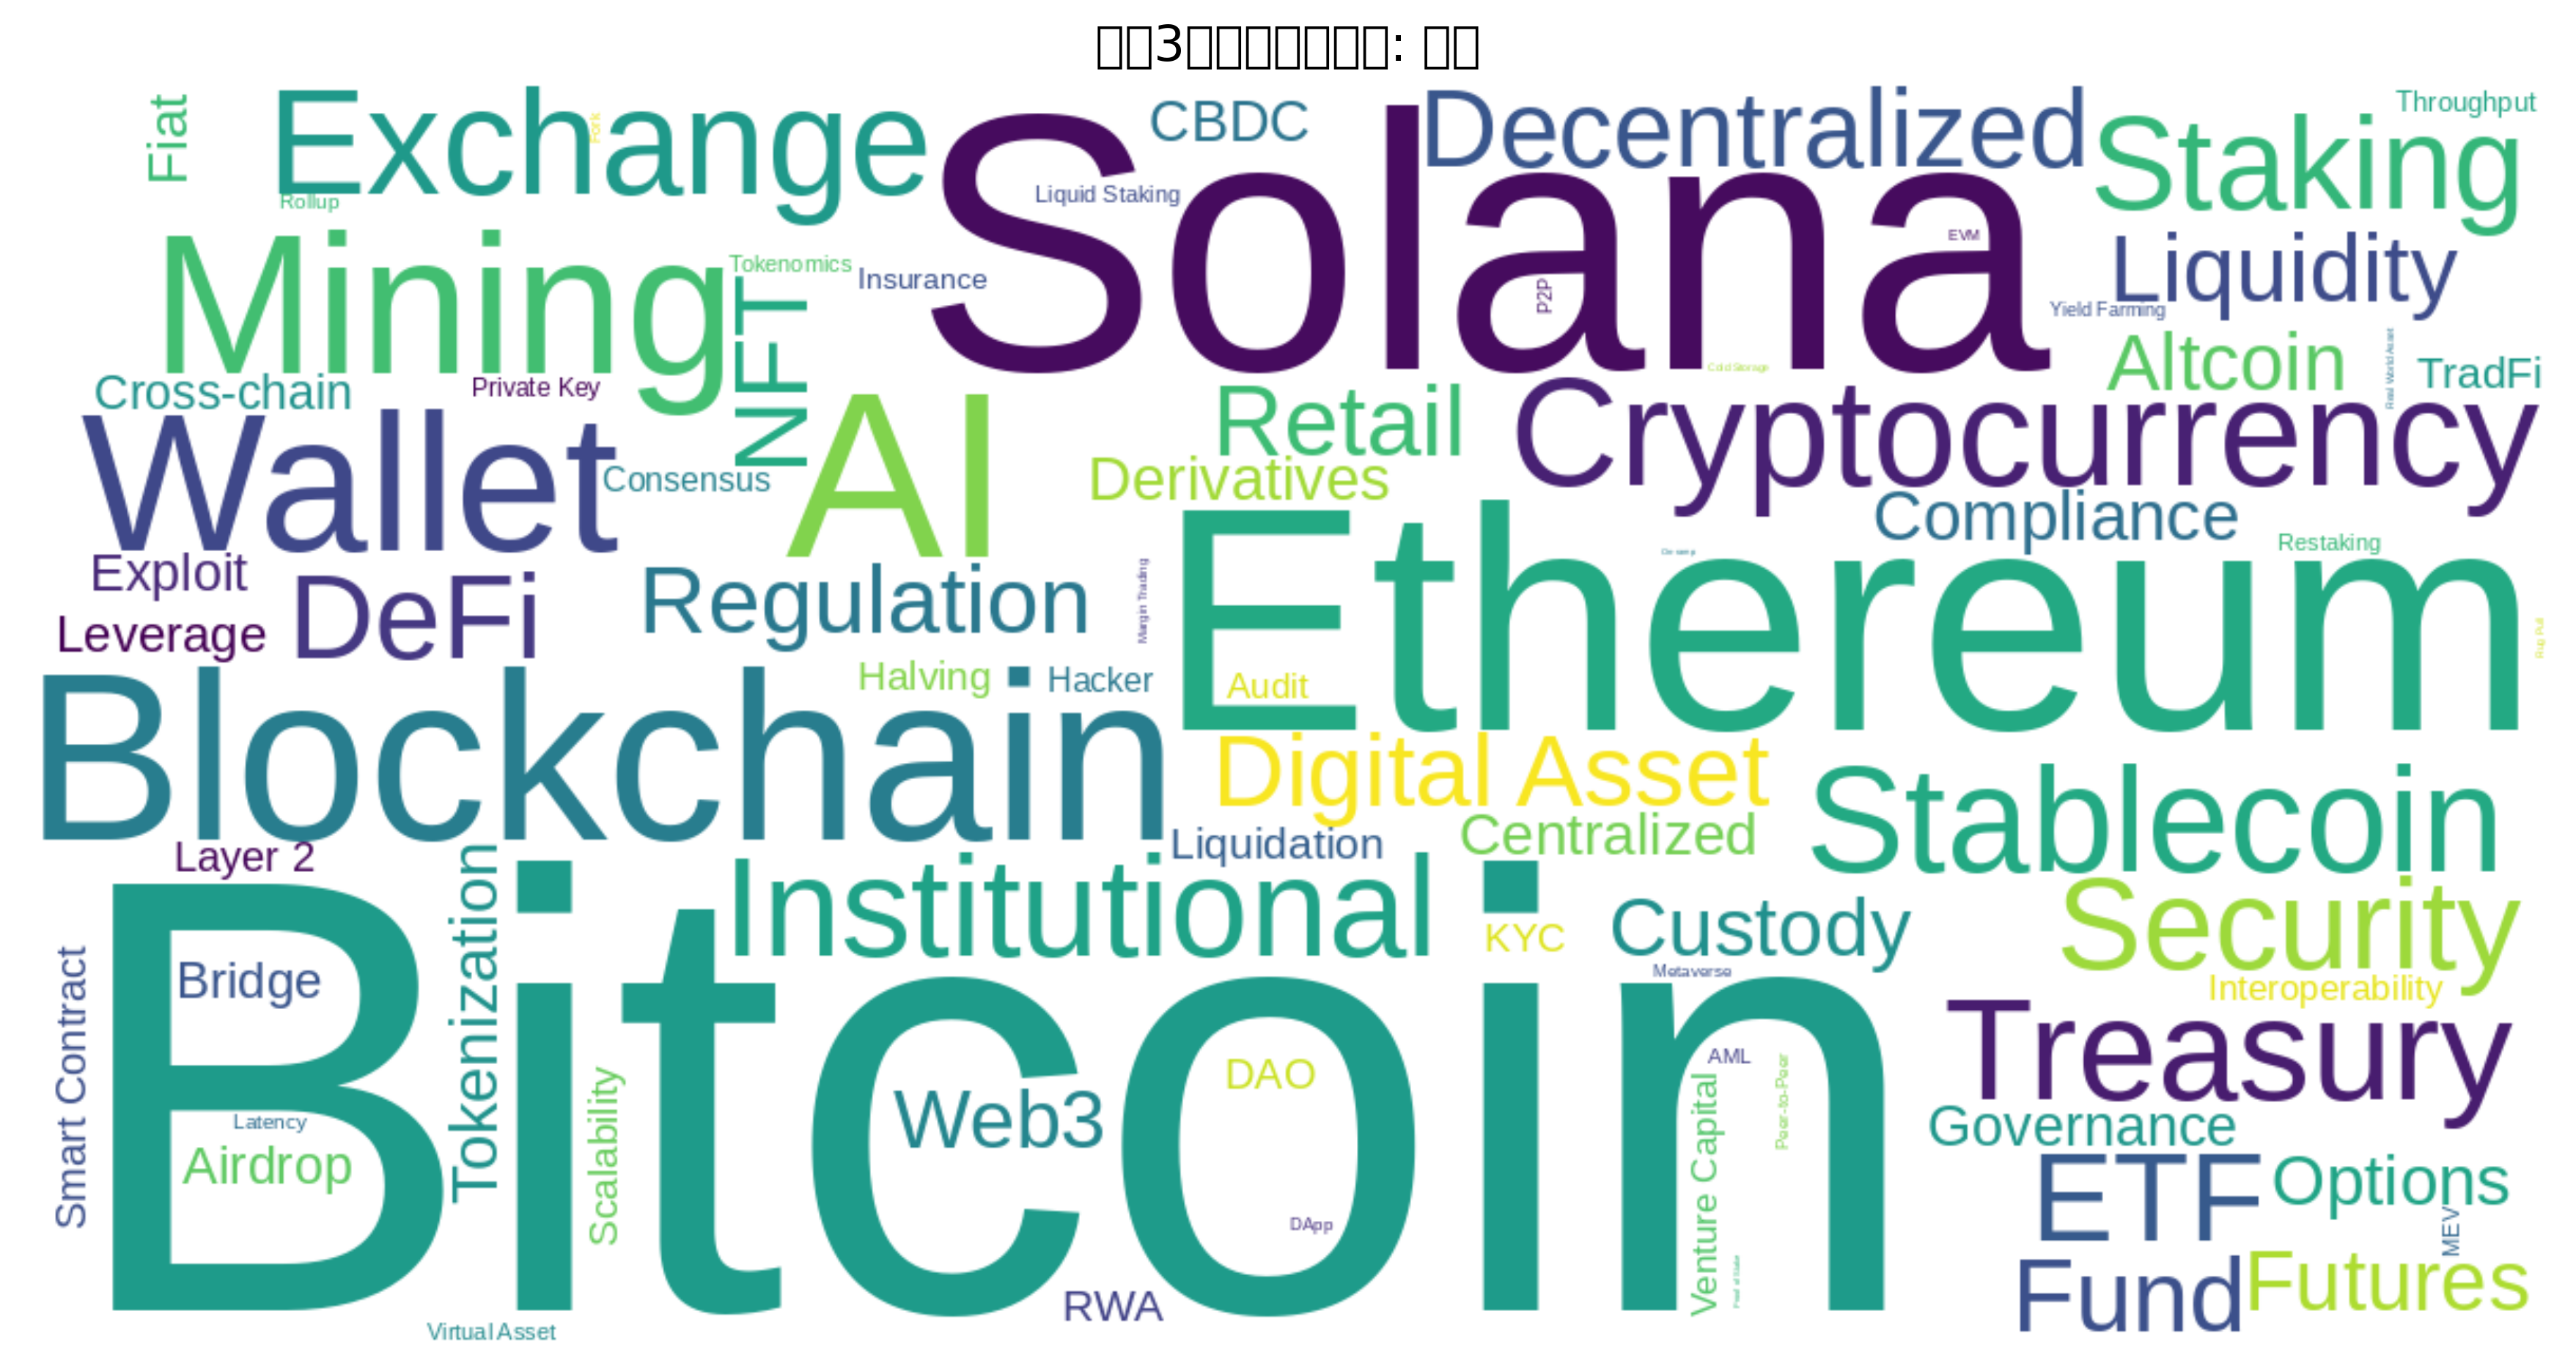 3 :
Fiat
Exchange
Fork
Solana
CBDC
Decentralized
Staking
Throughput
Rollup
Liquid Staking
Mining
Tokenomics
Insurance
NFT
P2P
EVM
Liquidity
Yield Farming
Altcoin
Real World Asset
TradFi
Cold Storage
Cross-chain
Private Key
Wallet
Consensus
AI
Retail
Derivatives
Cryptocurrency
Compliance
Restaking
Exploit
DeFi
Leverage
Regulation
Margin Trading
Ethereum
Rug Pull
Halving
Hacker
Audit
Blockchain
Digital Asset
Stablecoin
Layer 2
Liquidation
Centralized
Tokenization
Institutional
KYC
Custody
Security
Metaverse
Interoperability
Bitcoin
Bridge
Smart Contract
Latency
Airdrop
Scalability
Web3
DAO
DApp
AML
Venture Capital
Peer-to-Peer
Treasury
Governance
ETF
Options
MEV
Fund
Futures
RWA
Virtual Asset